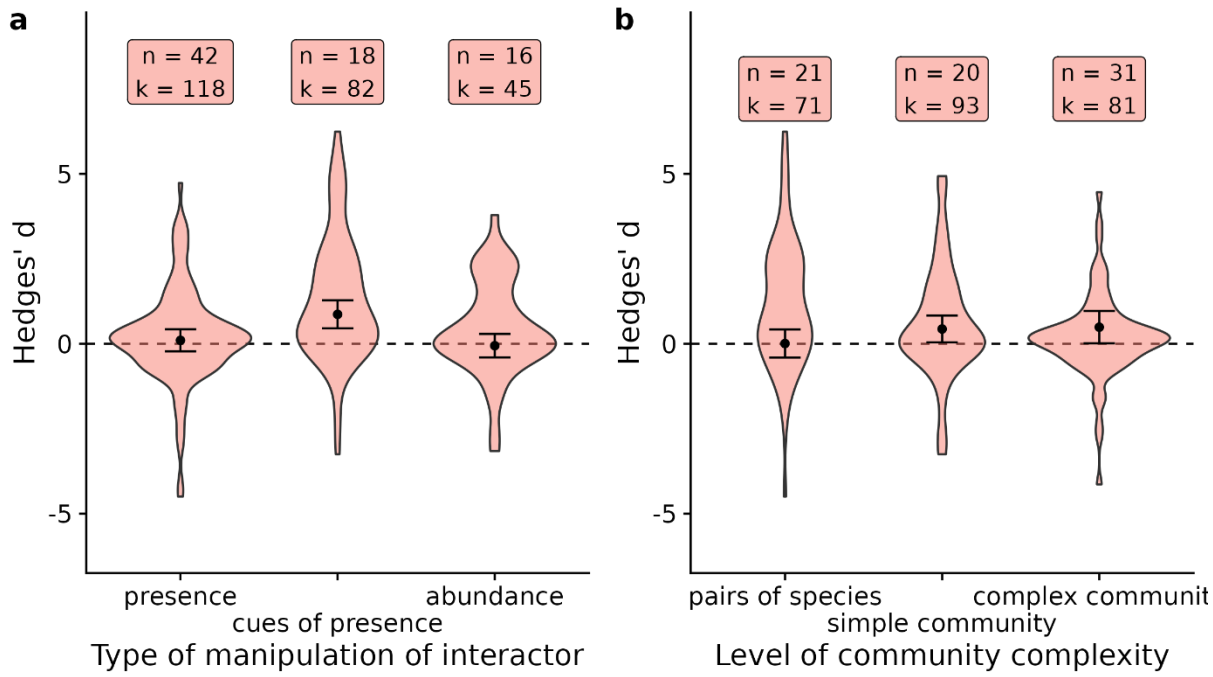 a
n = 42
k = 118
n = 18
k = 82
n = 16
k = 45
5
0
-5
Hedges' d
presence
cues of presence
abundance
Type of manipulation of interactor
b
n = 21
k = 71
n = 20
k = 93
n = 31
k = 81
5
0
-5
Hedges' d
pairs of species
simple community
complex communit
Level of community complexity